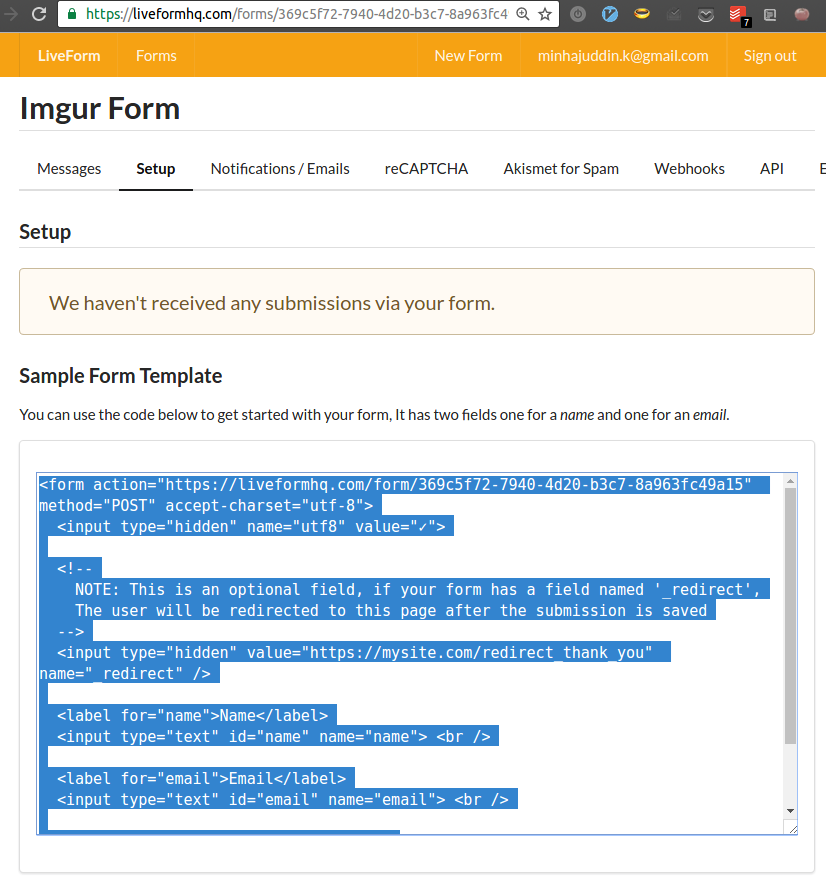 https://liveformhq.com/forms/369c5f72-7940-4d20-b3c7-8a963fc4
7
LiveForm Forms New Form minhajuddin.k@gmail.com Sign out
Imgur Form
Messages Setup Notifications / Emails reCAPTCHA Akismet for Spam Webhooks API E
Setup
We haven't received any submissions via your form.
Sample Form Template
You can use the code below to get started with your form, It has two fields one for a name and one for an email.
<form action="https://liveformhq.com/form/369c5f72-7940-4d20-b3c7-8a963fc49a15"
method="POST" accept-charset="utf-8">
<input type="hidden" name="utf8" value="✓">
<!--
NOTE: This is an optional field, if your form has a field named '_redirect',
The user will be redirected to this page after the submission is saved
-->
<input type="hidden" value="https://mysite.com/redirect_thank_you"
name="_redirect" />
<label for="name">Name</label>
<input type="text" id="name" name="name"> <br />
<label for="email">Email</label>
<input type="text" id="email" name="email"> <br />